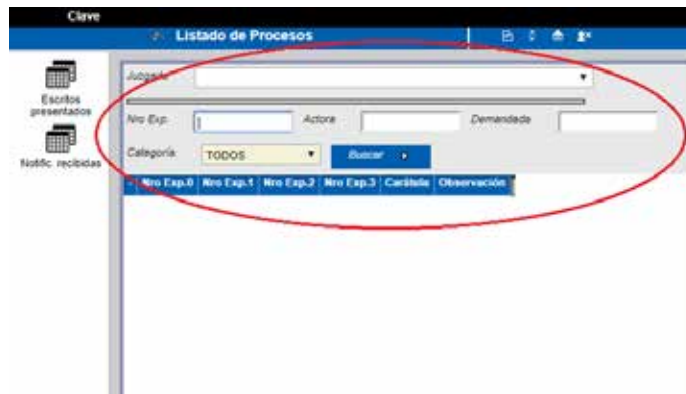 Clave
Listado de Procesos
Escritos
presentados
Notific. recibidas
Juzgado
Nro Exp.
Actora
Demandada
Categoría
TODOS
Buscar
Nro Exp.0 Nro Exp.1 Nro Exp.2 Nro Exp.3 Carátula Observación